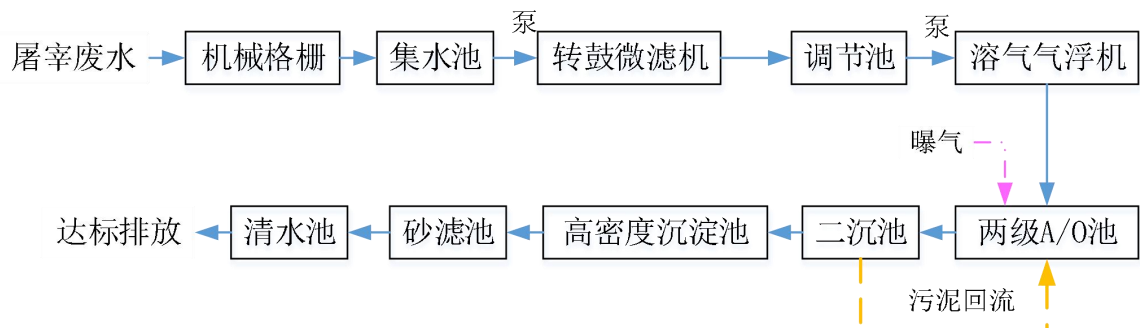 泵
泵
屠宰废水
机械格栅
集水池
转鼓微滤机
调节池
溶气气浮机
曝气
达标排放
清水池
砂滤池
高密度沉淀池
二沉池
两级A/O池
污泥回流